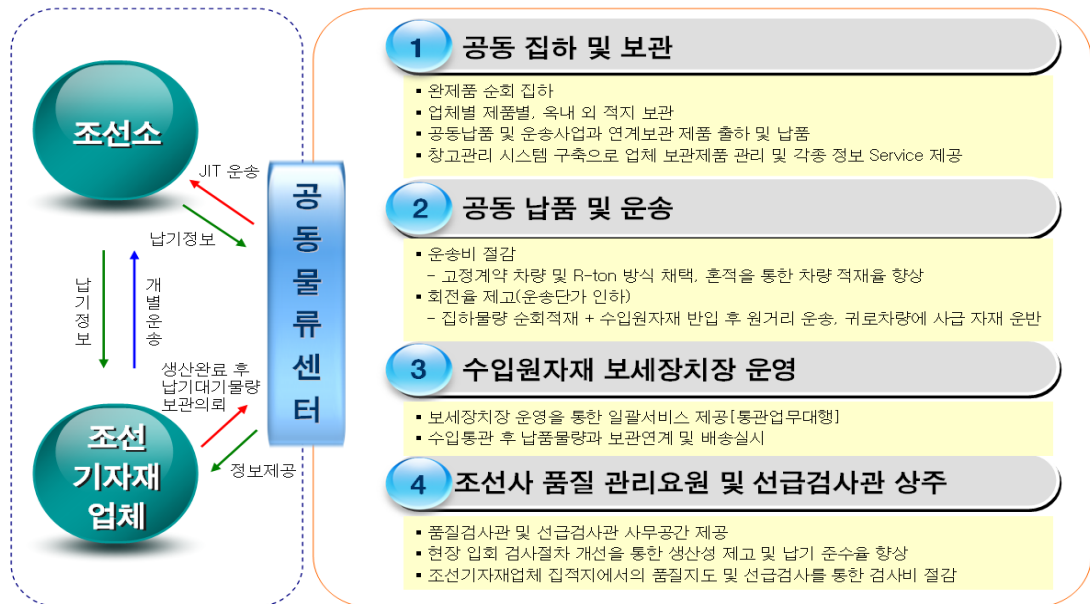 조선소
JIT 운송
납기정보
납기정보
개별운송
생산완료 후
납기대기물량
보관의뢰
정보제공
조선
기자재
업체
공동물류센터
1 공동 집하 및 보관
▪ 완제품 순회 집하
▪ 업체별 제품별, 옥내 외 적지 보관
▪ 공동납품 및 운송사업과 연계보관 제품 출하 및 납품
▪ 창고관리 시스템 구축으로 업체 보관제품 관리 및 각종 정보 Service 제공
2 공동 납품 및 운송
▪ 운송비 절감
- 고정계약 차량 및 R-ton 방식 채택, 혼적을 통한 차량 적재율 향상
▪ 회전율 제고(운송단가 인하)
- 집하물량 순회적재 + 수입원자재 반입 후 원거리 운송, 귀로차량에 사급 자재 운반
3 수입원자재 보세장치장 운영
▪ 보세장치장 운영을 통한 일괄서비스 제공[통관업무대행]
▪ 수입통관 후 납품물량과 보관연계 및 배송실시
4 조선사 품질 관리요원 및 선급검사관 상주
▪ 품질검사관 및 선급검사관 사무공간 제공
▪ 현장 입회 검사절차 개선을 통한 생산성 제고 및 납기 준수율 향상
▪ 조선기자재업체 집적지에서의 품질지도 및 선급검사를 통한 검사비 절감